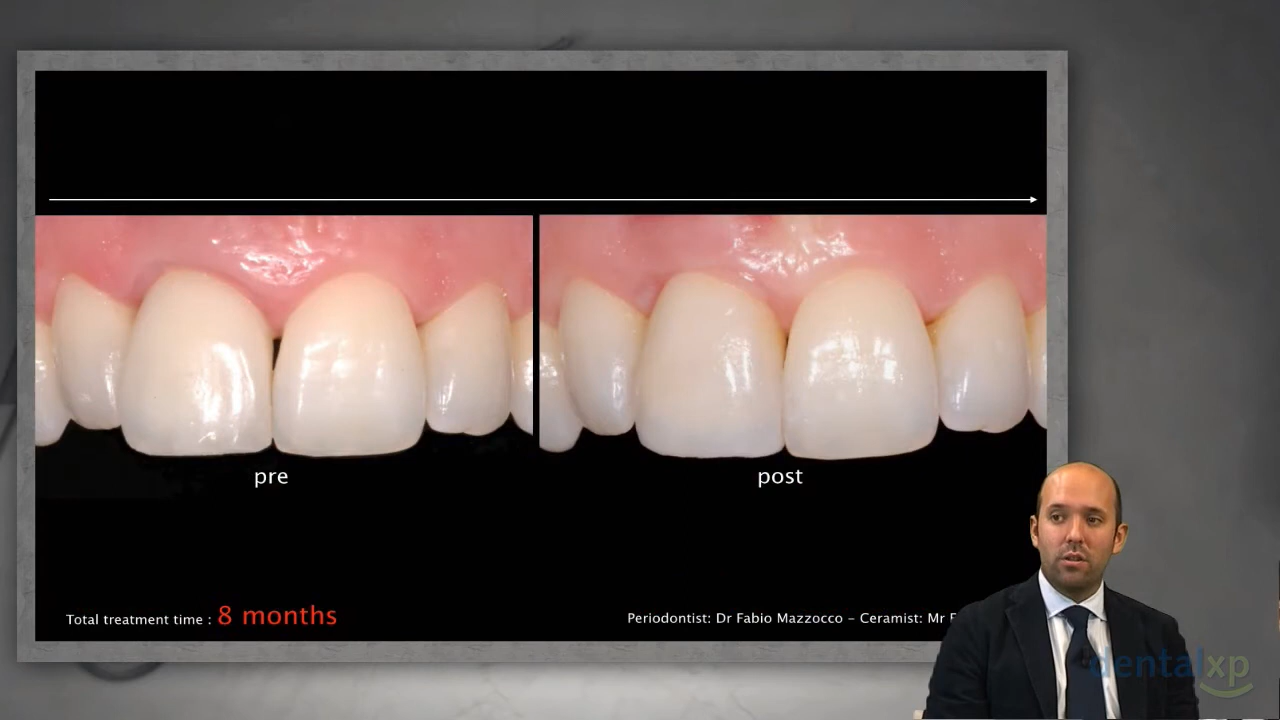 pre
post
Total treatment time : 8 months
Periodontist: Dr Fabio Mazzocco – Ceramist: Mr
dentalxp